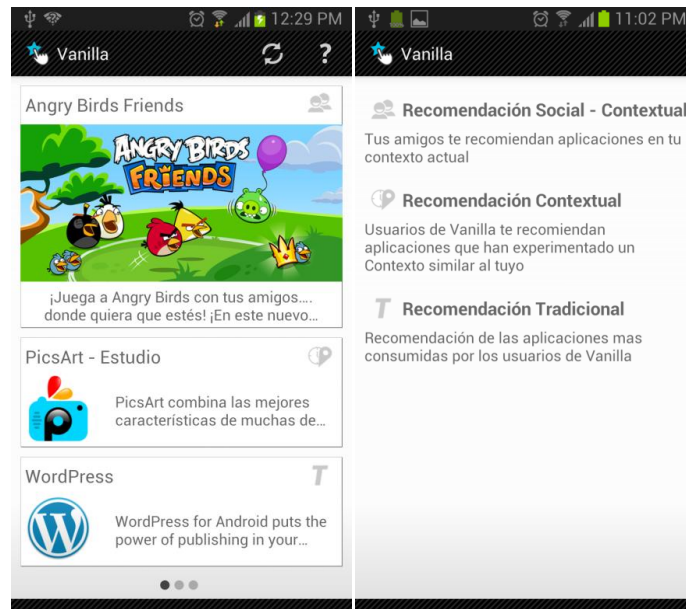 12:29 PM
Vanilla
?
Angry Birds Friends
ANGRY BIRDS
FRIENDS
¡Juega a Angry Birds con tus amigos....
donde quiera que estés! ¡En este nuevo...
PicsArt - Estudio
PicsArt combina las mejores
características de muchas de...
WordPress
T
WordPress for Android puts the
power of publishing in your...
11:02 PM
Vanilla
Recomendación Social - Contextual
Tus amigos te recomiendan aplicaciones en tu
contexto actual
Recomendación Contextual
Usuarios de Vanilla te recomiendan
aplicaciones que han experimentado un
Contexto similar al tuyo
T Recomendación Tradicional
Recomendación de las aplicaciones mas
consumidas por los usuarios de Vanilla